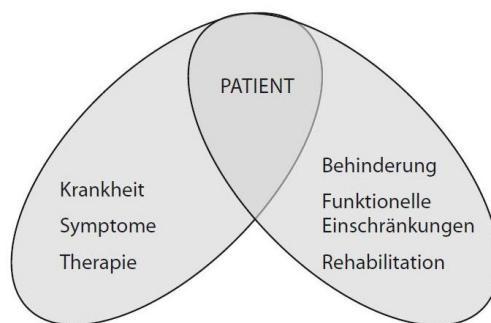 PATIENT
Krankheit
Symptome
Therapie
Behinderung
Funktionelle
Einschränkungen
Rehabilitation